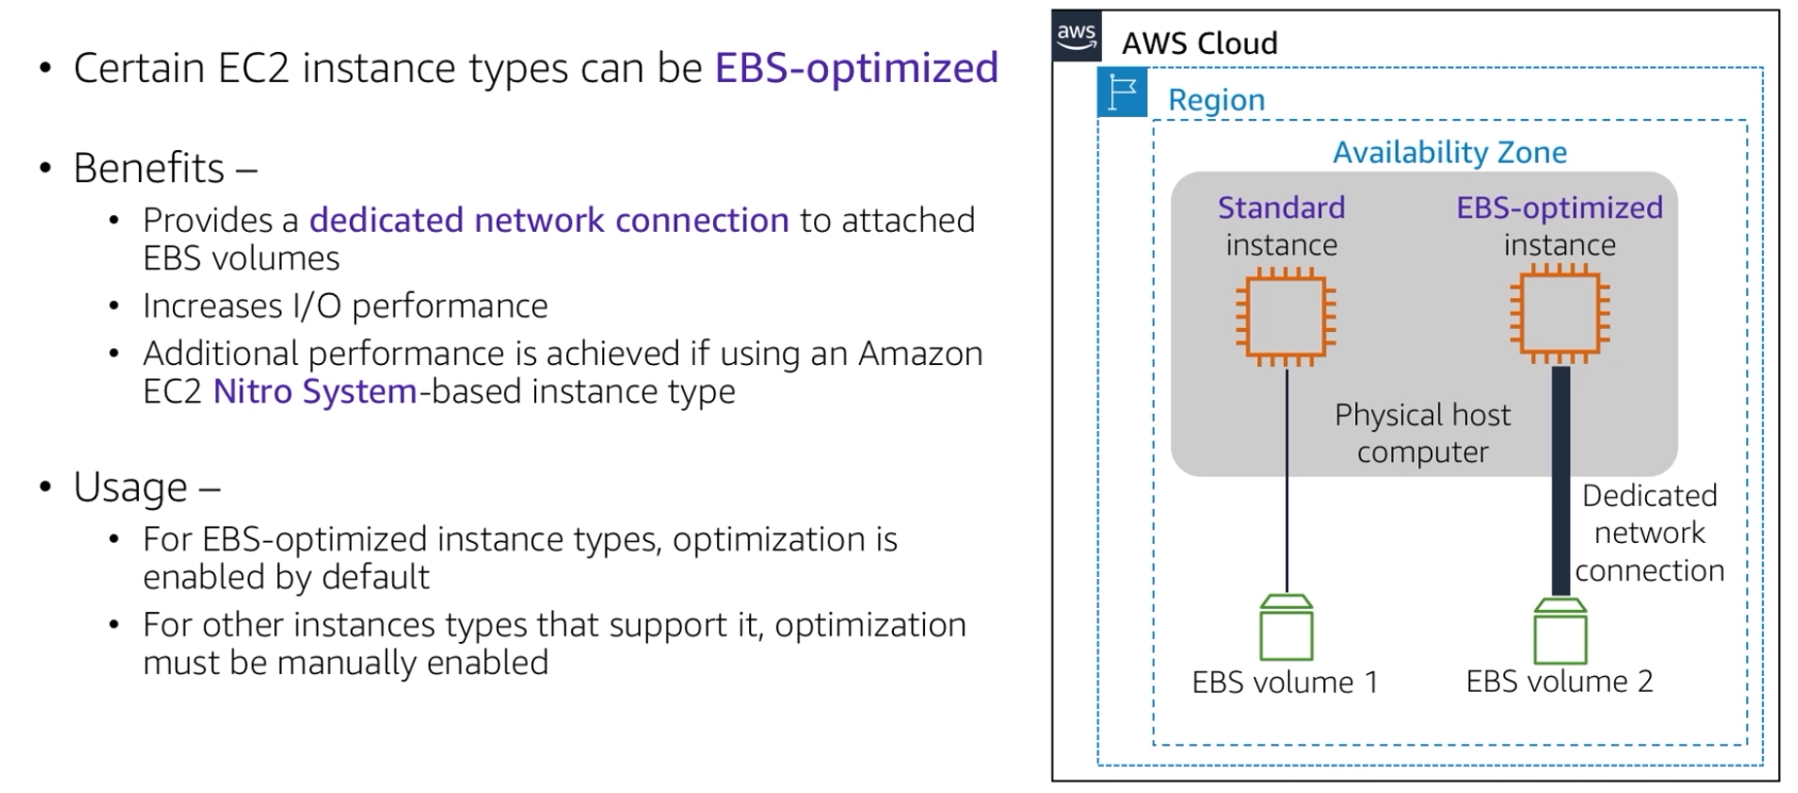 • Certain EC2 instance types can be EBS-optimized
• Benefits –
• Provides a dedicated network connection to attached
EBS volumes
• Increases I/O performance
• Additional performance is achieved if using an Amazon
EC2 Nitro System-based instance type
• Usage –
• For EBS-optimized instance types, optimization is
enabled by default
• For other instances types that support it, optimization
must be manually enabled
aws
AWS Cloud
Region
Availability Zone
Standard
instance
EBS-optimized
instance
Physical host
computer
Dedicated
network
connection
EBS volume 1
EBS volume 2